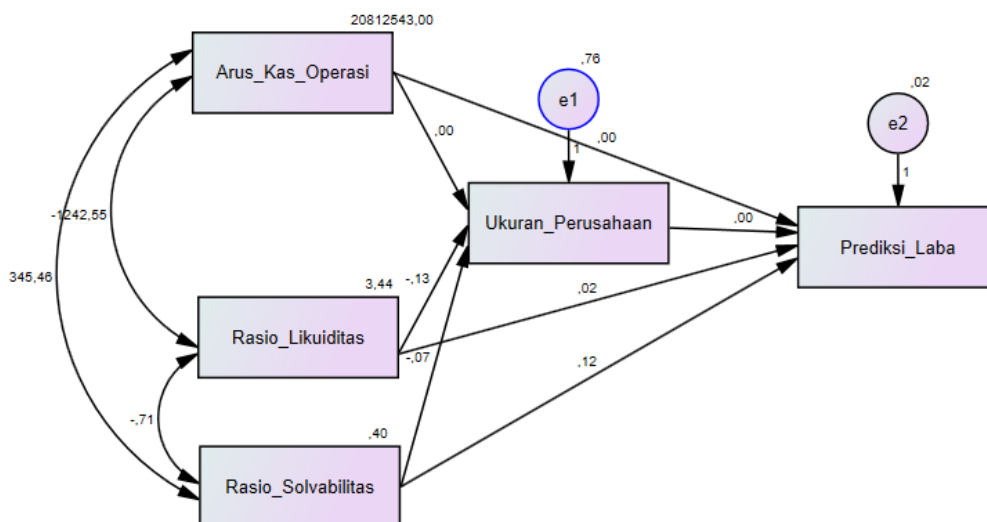 20812543,00
Arus_Kas_Operasi
,76
e1
1
,02
e2
1
,00
,00
Ukuran_Perusahaan
,00
Prediksi_Laba
-1242,55
345,46
3,44
-,13
Rasio_Likuiditas
,02
-,07
,12
-,71
,40
Rasio_Solvabilitas